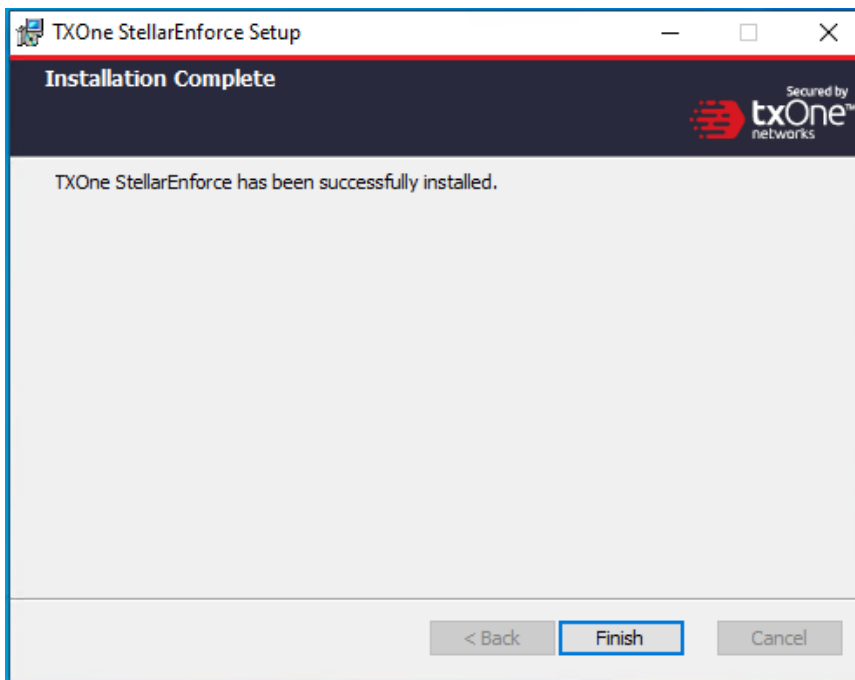 TXOne StellarEnforce Setup
Installation Complete
Secured by
txOne™
networks
TXOne StellarEnforce has been successfully installed.
< Back
Finish
Cancel